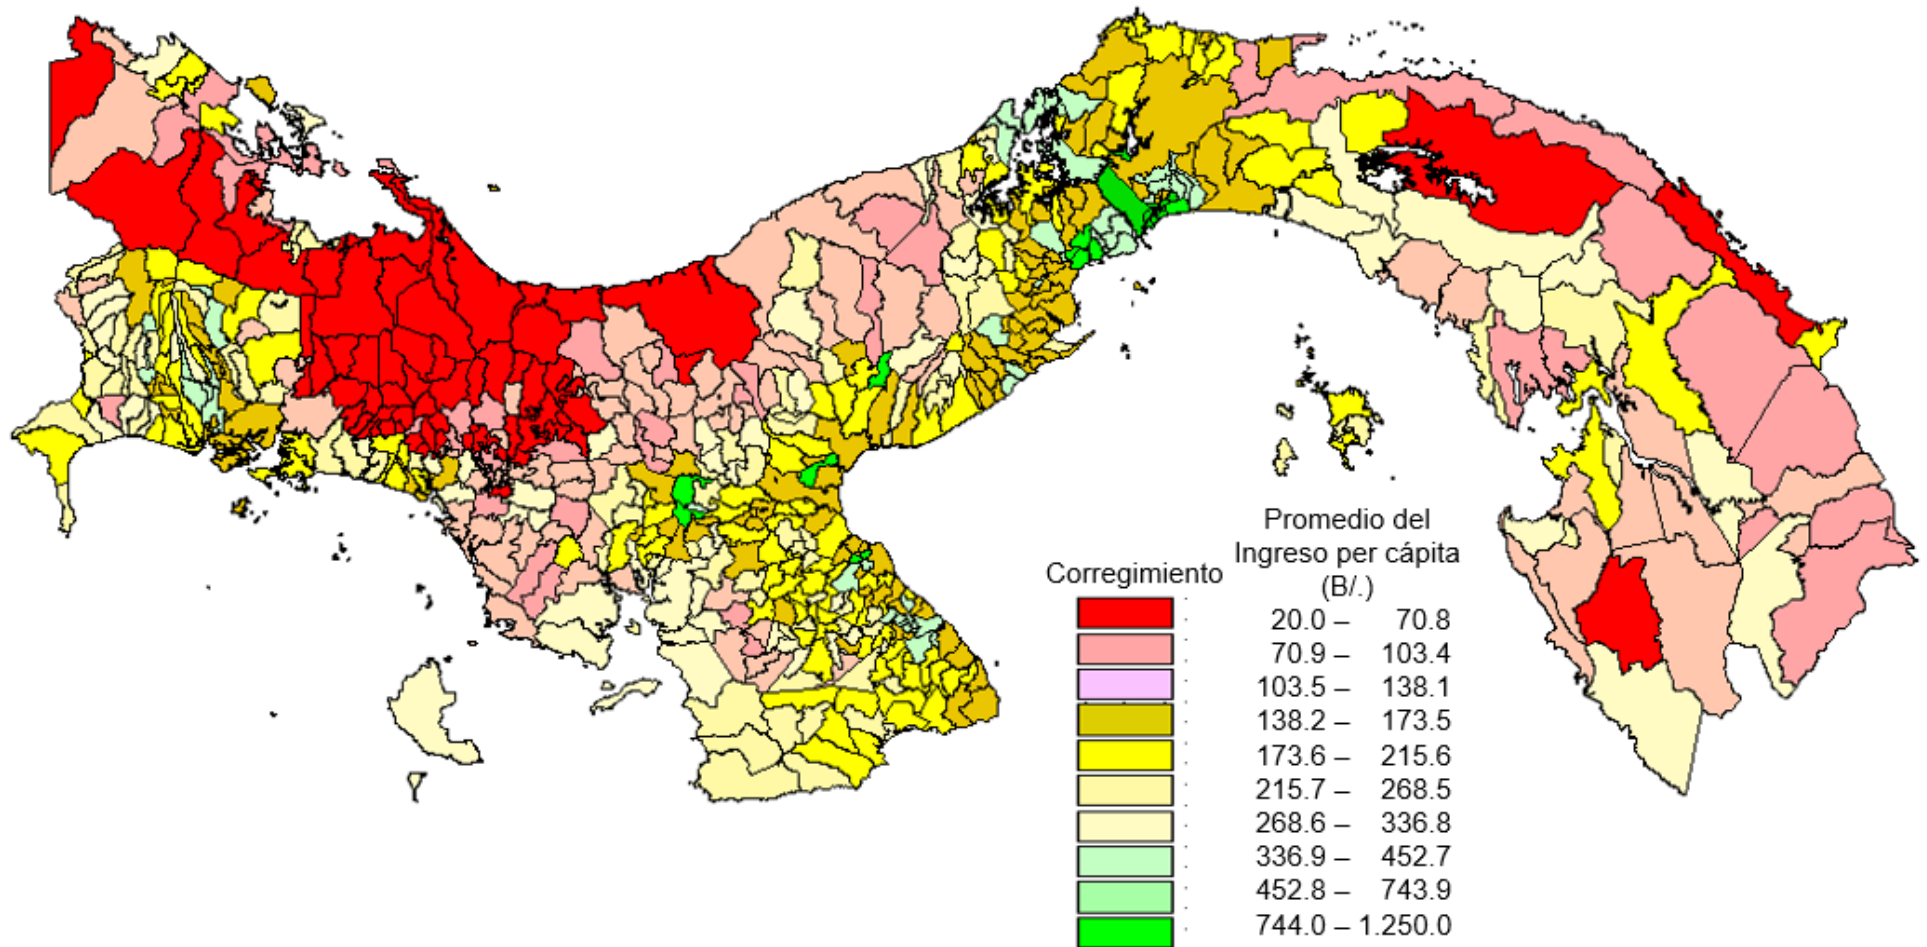 Promedio del
Ingreso per cápita
(B/.)
Corregimiento
20.0 – 70.8
70.9 – 103.4
103.5 – 138.1
138.2 – 173.5
173.6 – 215.6
215.7 – 268.5
268.6 – 336.8
336.9 – 452.7
452.8 – 743.9
744.0 – 1.250.0